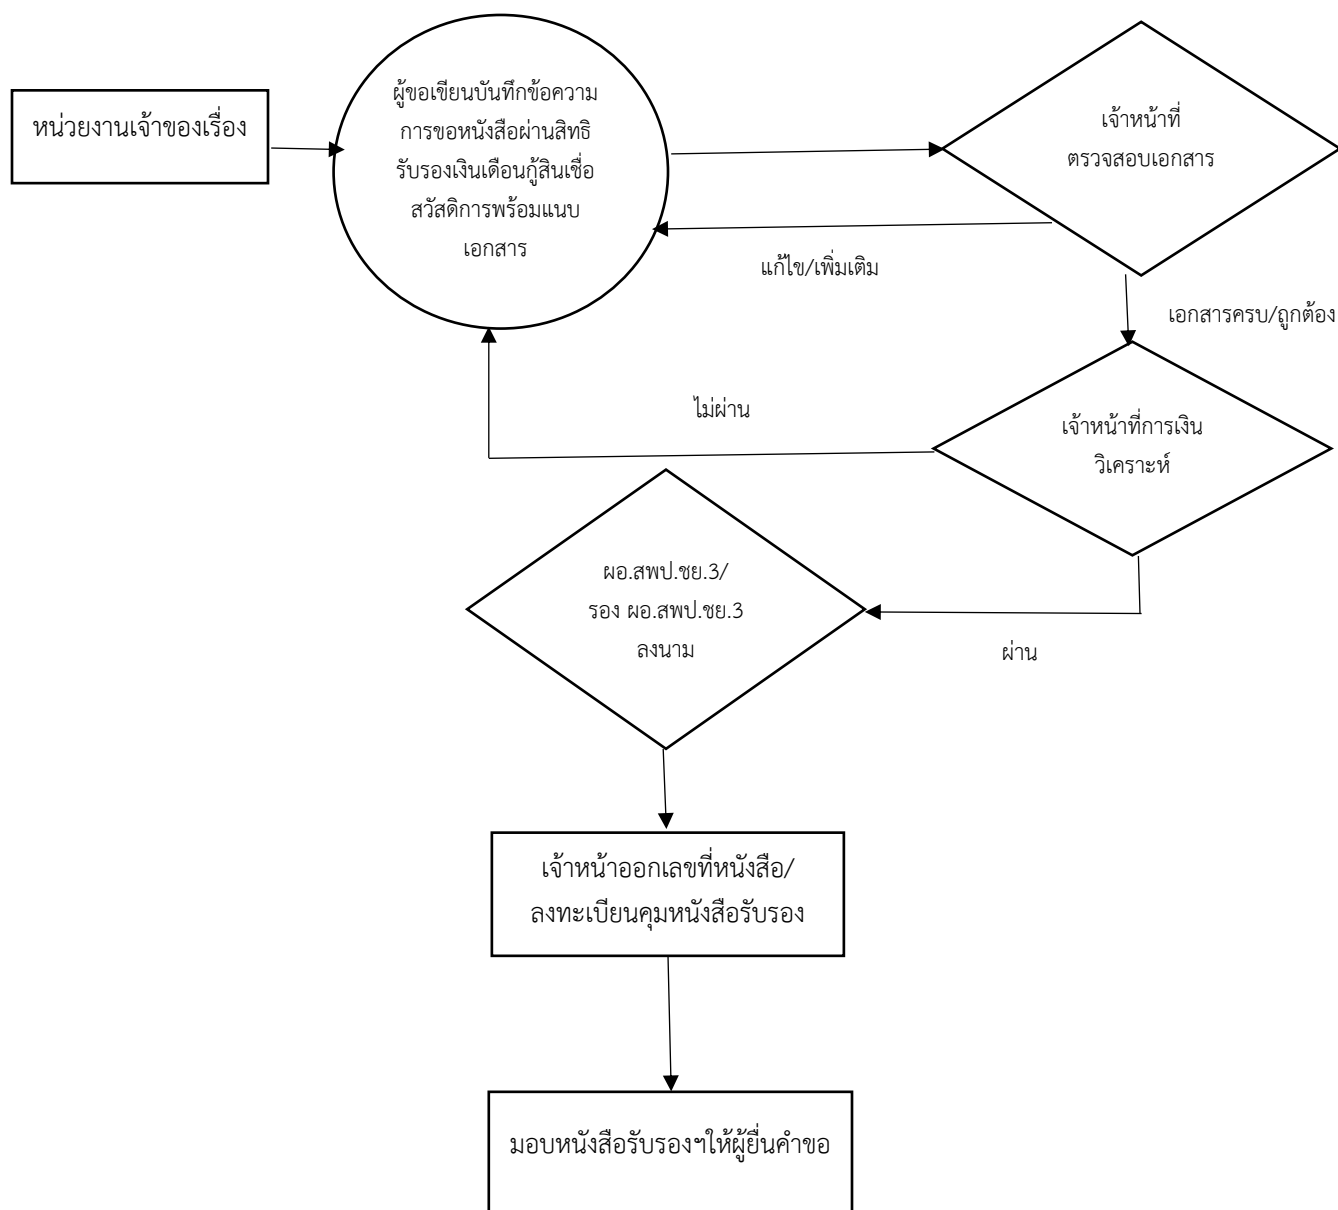 หน่วยงานเจ้าของเรื่อง
ผู้ขอเขียนบันทึกข้อความ
การขอหนังสือผ่านสิทธิ
รับรองเงินเดือนกู้สินเชื่อ
สวัสดิการพร้อมแนบ
เอกสาร
เจ้าหน้าที่
ตรวจสอบเอกสาร
แก้ไข/เพิ่มเติม
เอกสารครบ/ถูกต้อง
เจ้าหน้าที่การเงิน
วิเคราะห์
ไม่ผ่าน
ผอ.สพป.ชย.3/
รอง ผอ.สพป.ชย.3
ลงนาม
ผ่าน
เจ้าหน้าออกเลขที่หนังสือ/
ลงทะเบียนคุมหนังสือรับรอง
มอบหนังสือรับรองฯให้ผู้ยื่นคำขอ